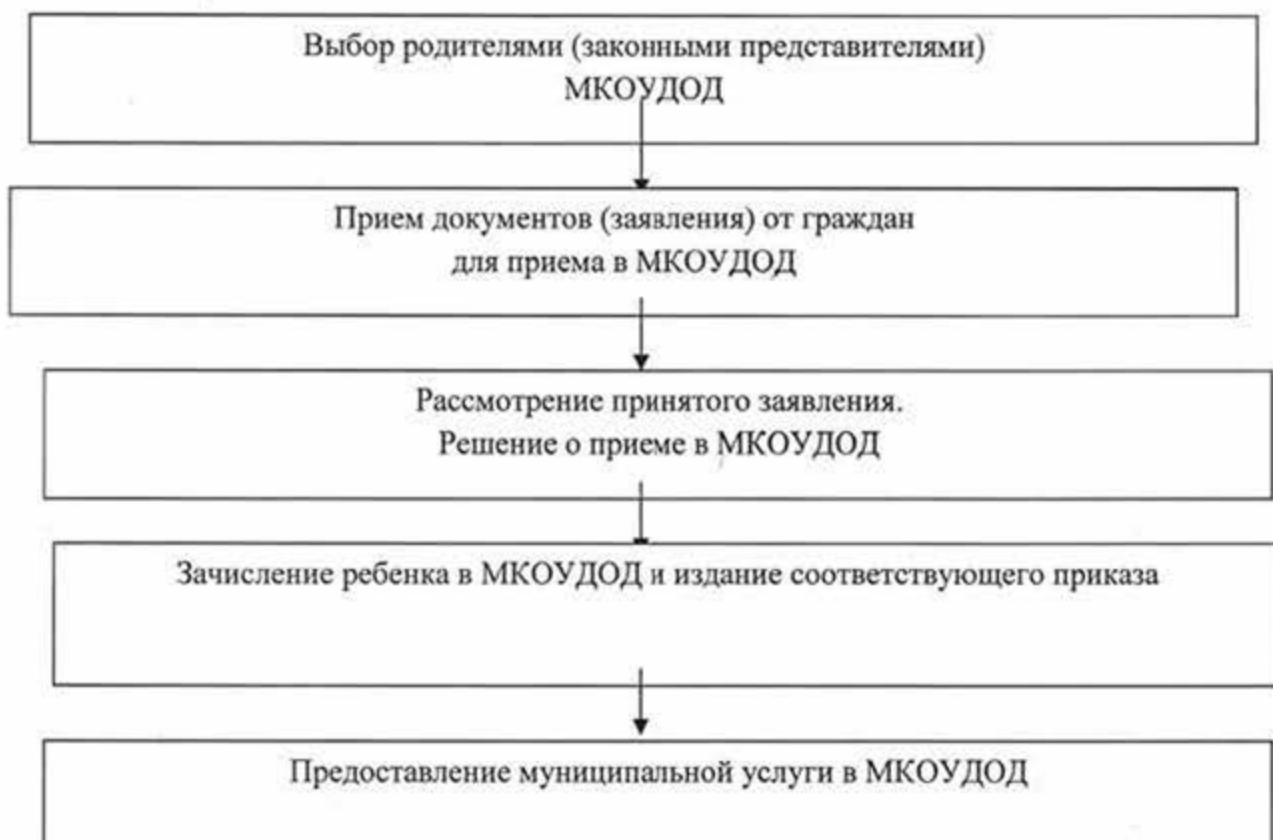 Выбор родителями (законными представителями)
МКОУДОД
Прием документов (заявления) от граждан
для приема в МКОУДОД
Рассмотрение принятого заявления.
Решение о приеме в МКОУДОД
Зачисление ребенка в МКОУДОД и издание соответствующего приказа
Предоставление муниципальной услуги в МКОУДОД